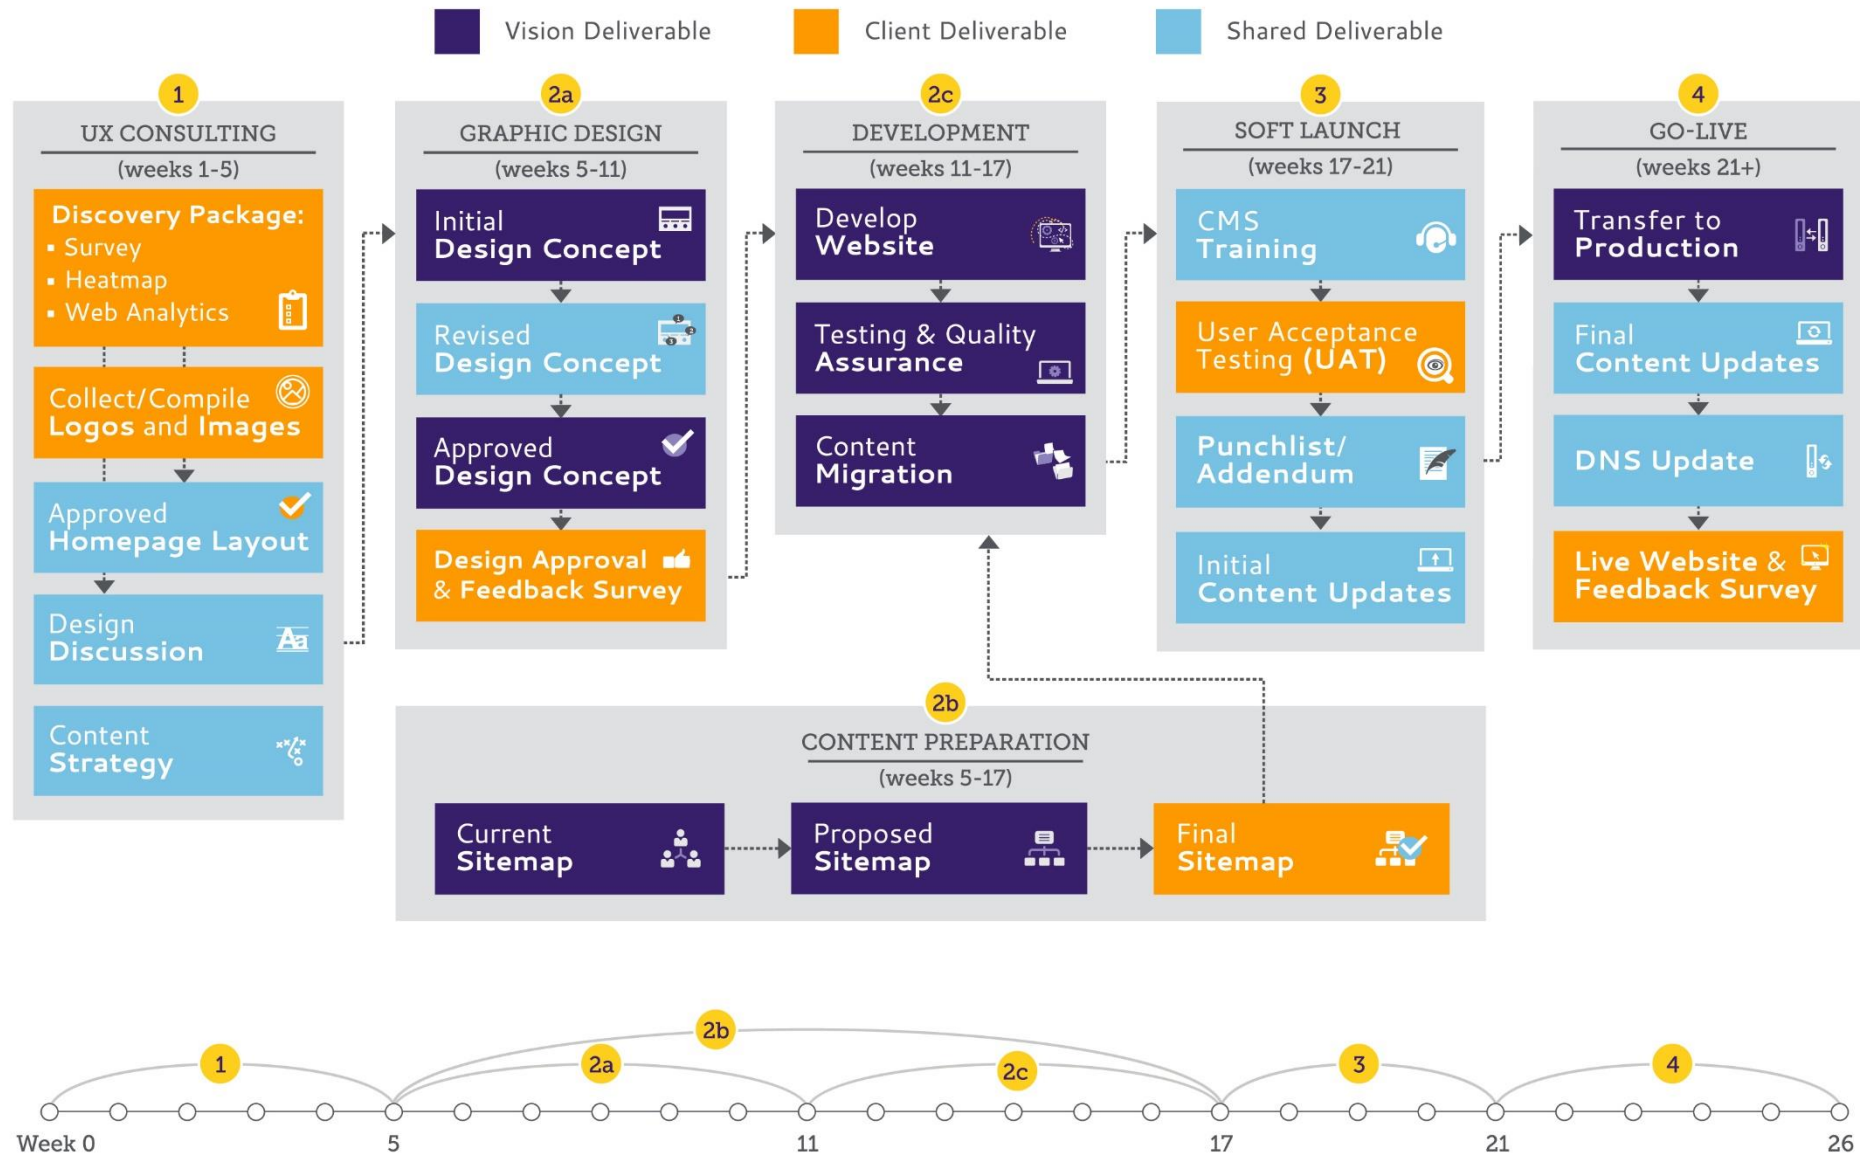 Vision Deliverable
Client Deliverable
Shared Deliverable
1
UX CONSULTING
(weeks 1-5)
Discovery Package:
▪ Survey
▪ Heatmap
▪ Web Analytics
Collect/Compile
Logos and Images
Approved
Homepage Layout
Design
Discussion
Aa
Content
Strategy
2a
GRAPHIC DESIGN
(weeks 5-11)
Initial
Design Concept
Revised
Design Concept
Approved
Design Concept
Design Approval
& Feedback Survey
2c
DEVELOPMENT
(weeks 11-17)
Develop
Website
Testing & Quality
Assurance
Content
Migration
3
SOFT LAUNCH
(weeks 17-21)
CMS
Training
User Acceptance
Testing (UAT)
Punchlist/
Addendum
Initial
Content Updates
4
GO-LIVE
(weeks 21+)
Transfer to
Production
Final
Content Updates
DNS Update
Live Website &
Feedback Survey
2b
CONTENT PREPARATION
(weeks 5-17)
Current
Sitemap
Proposed
Sitemap
Final
Sitemap
2b
1
2a
2c
3
4
Week 0
5
11
17
21
26